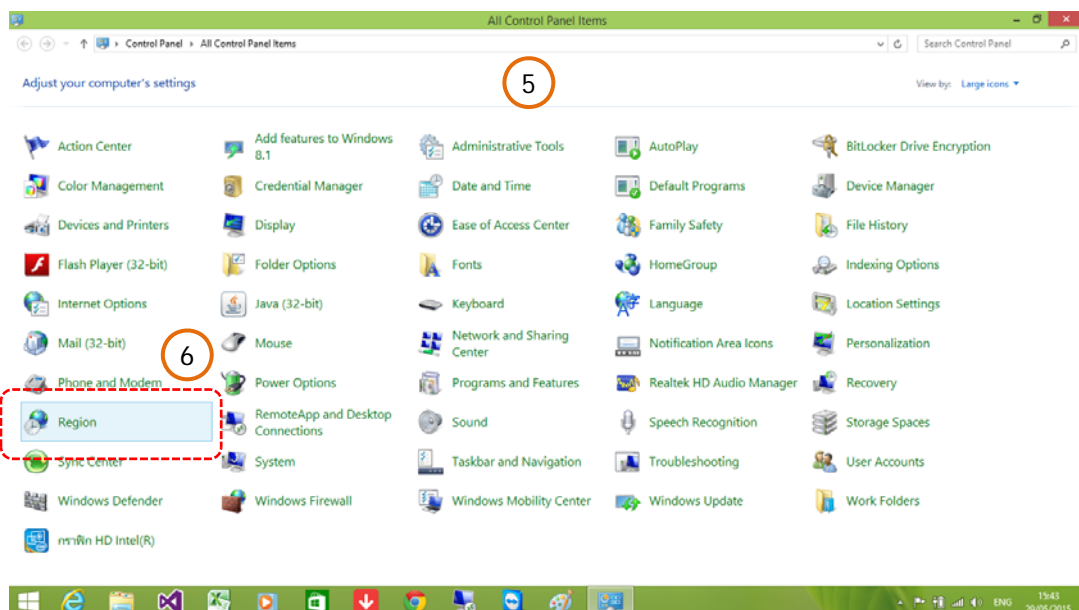 All Control Panel Items
Control Panel All Control Panel Items
Search Control Panel
Adjust your computer's settings
5
View by: Large icons
Action Center
Add features to Windows
8.1
Administrative Tools
AutoPlay
BitLocker Drive Encryption
Color Management
Credential Manager
Date and Time
Default Programs
Device Manager
Devices and Printers
Display
Ease of Access Center
Family Safety
File History
Flash Player (32-bit)
Folder Options
Fonts
HomeGroup
Indexing Options
Internet Options
Java (32-bit)
Keyboard
Language
Location Settings
Mail (32-bit)
6
Mouse
Network and Sharing
Center
Notification Area Icons
Personalization
Phone and Modem
Power Options
Programs and Features
Realtek HD Audio Manager
Recovery
Region
RemoteApp and Desktop
Connections
Sound
Speech Recognition
Storage Spaces
Sync Center
System
Taskbar and Navigation
Troubleshooting
User Accounts
Windows Defender
Windows Firewall
Windows Mobility Center
Windows Update
Work Folders
กราฟิก HD Intel(R)
ENG
15:43
29/05/2015